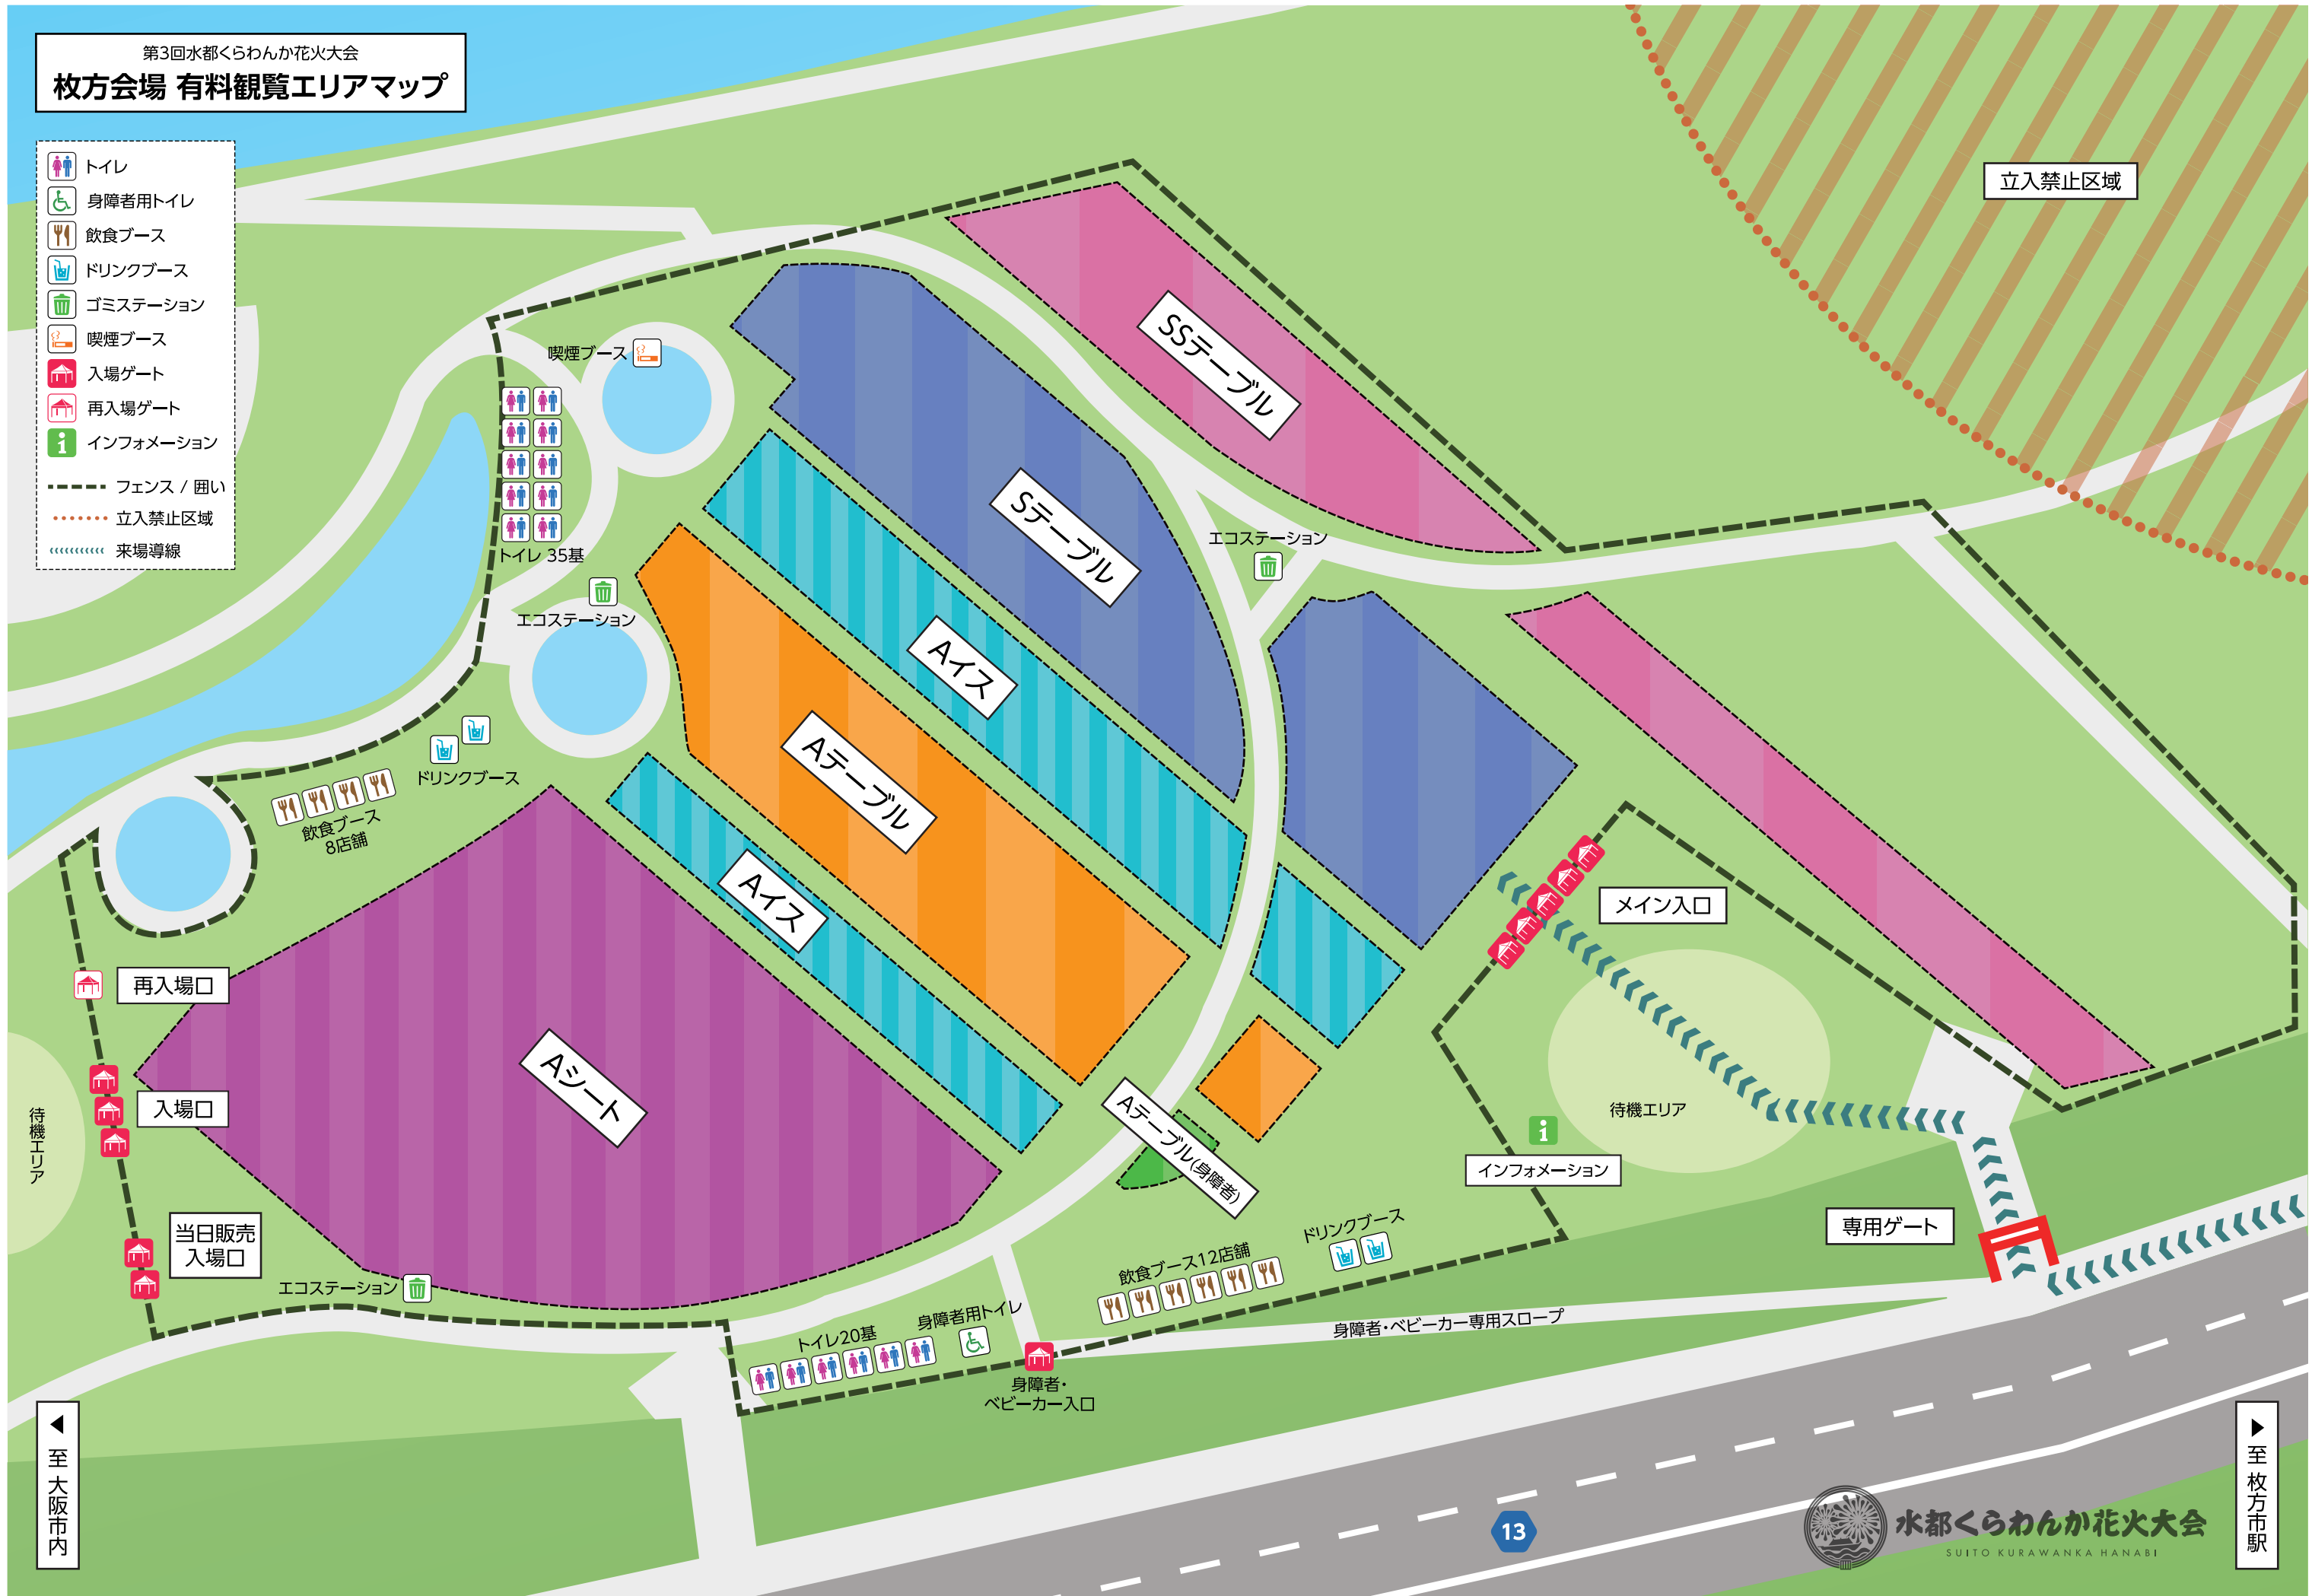 第3回水都くらわんか花火大会
枚方会場 有料観覧エリアマップ
トイレ
身障者用トイレ
飲食ブース
ドリンクブース
ゴミステーション
喫煙ブース
入場ゲート
再入場ゲート
インフォメーション
フェンス / 囲い
立入禁止区域
来場導線
立入禁止区域
SSテーブル
喫煙ブース
Sテーブル
エコステーション
トイレ 35基
エコステーション
Aイス
Aテーブル
ドリンクブース
飲食ブース
8店舗
Aイス
メイン入口
再入場口
Aシート
入場口
待機エリア
待機エリア
Aテーブル(身障者)
インフォメーション
当日販売
入場口
専用ゲート
エコステーション
ドリンクブース
飲食ブース12店舗
身障者用トイレ
トイレ20基
身障者・ベビーカー専用スロープ
身障者・
ベビーカー入口
至 大阪市内
至 枚方市駅
13
水都くらわんか花火大会
SUITO KURAWANKA HANABI